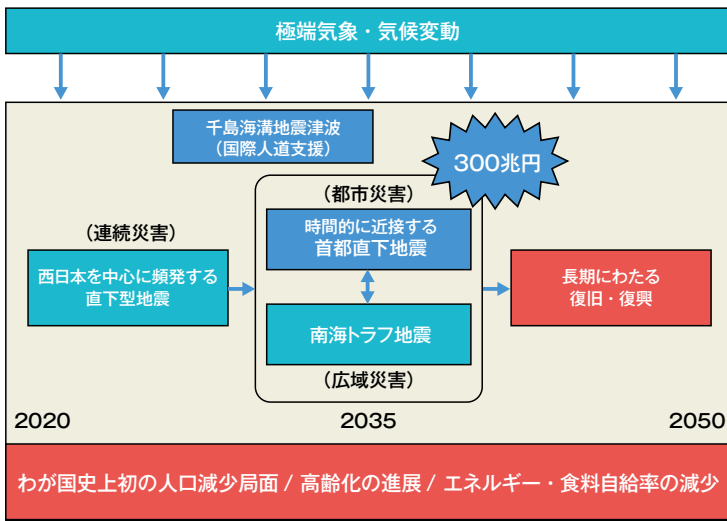 極端気象・気候変動
千島海溝地震津波
（国際人道支援）
300兆円
（都市災害）
時間的に近接する
首都直下地震
（連続災害）
西日本を中心に頻発する
直下型地震
長期にわたる
復旧・復興
南海トラフ地震
（広域災害）
2020
2035
2050
わが国史上初の人口減少局面 / 高齢化の進展 / エネルギー・食料自給率の減少